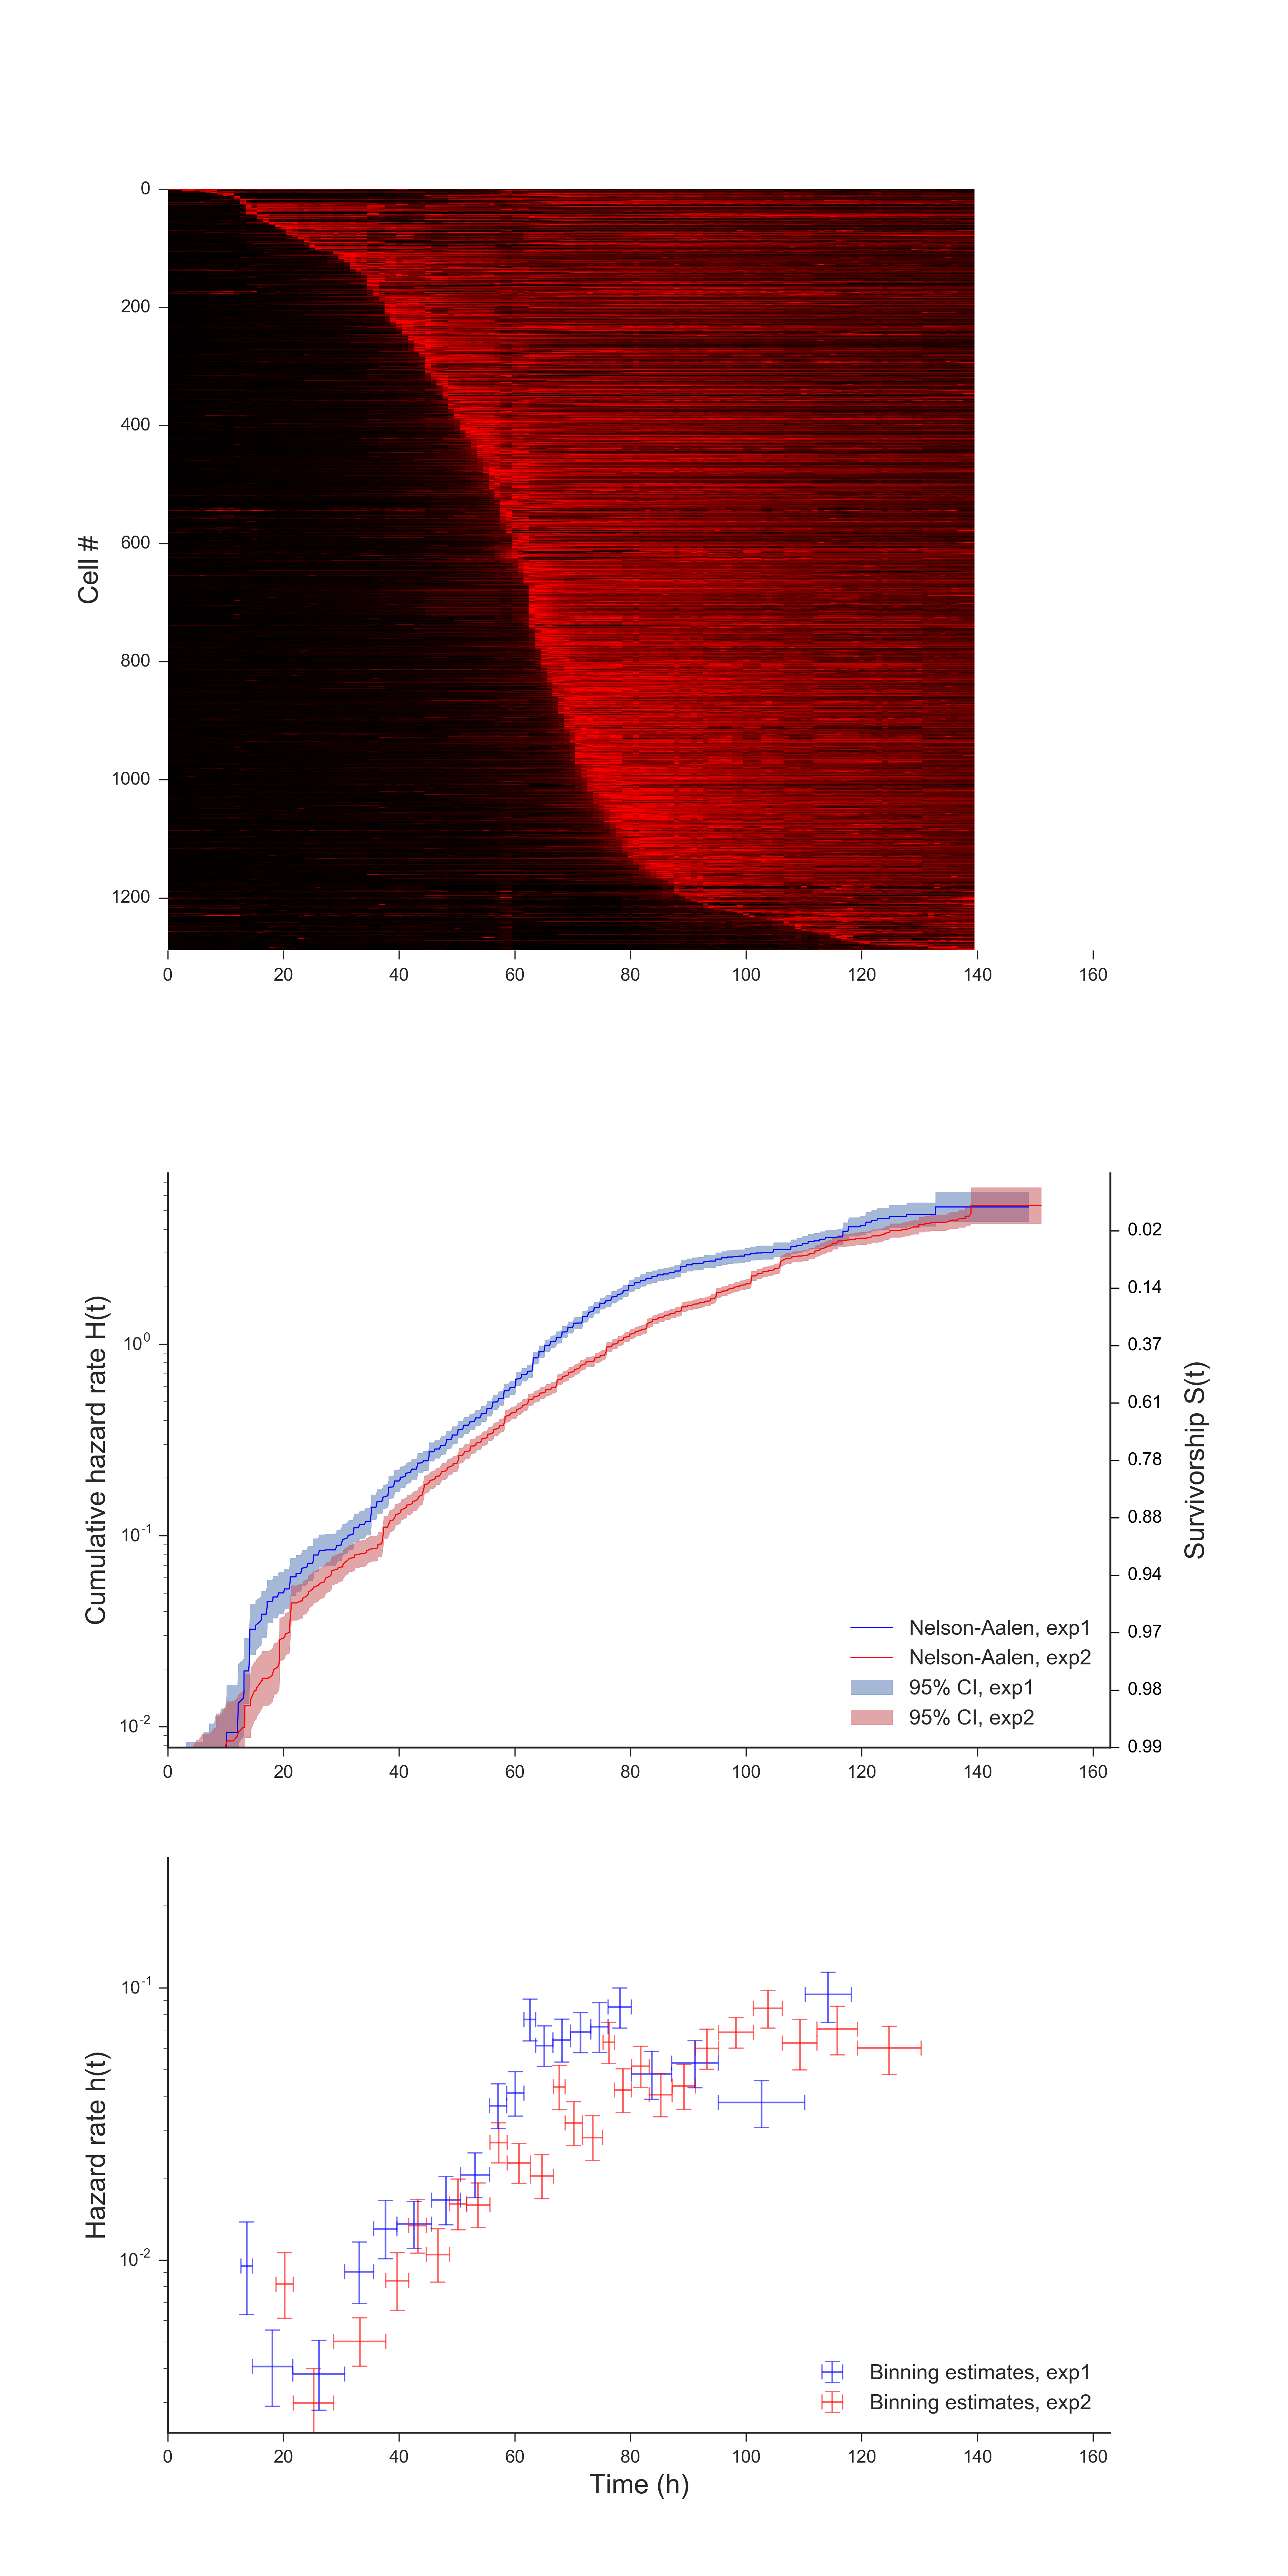 0
200
400
600
800
1000
1200
Cell #
0 20 40 60 80 100 120 140 160
10^0
10^-1
10^-2
Cumulative hazard rate H(t)
0.02
0.14
0.37
0.61
0.78
0.88
0.94
0.97
0.98
0.99
Survivorship S(t)
Nelson-Aalen, exp1
Nelson-Aalen, exp2
95% CI, exp1
95% CI, exp2
0 20 40 60 80 100 120 140 160
10^-1
10^-2
Hazard rate h(t)
Binning estimates, exp1
Binning estimates, exp2
0 20 40 60 80 100 120 140 160
Time (h)